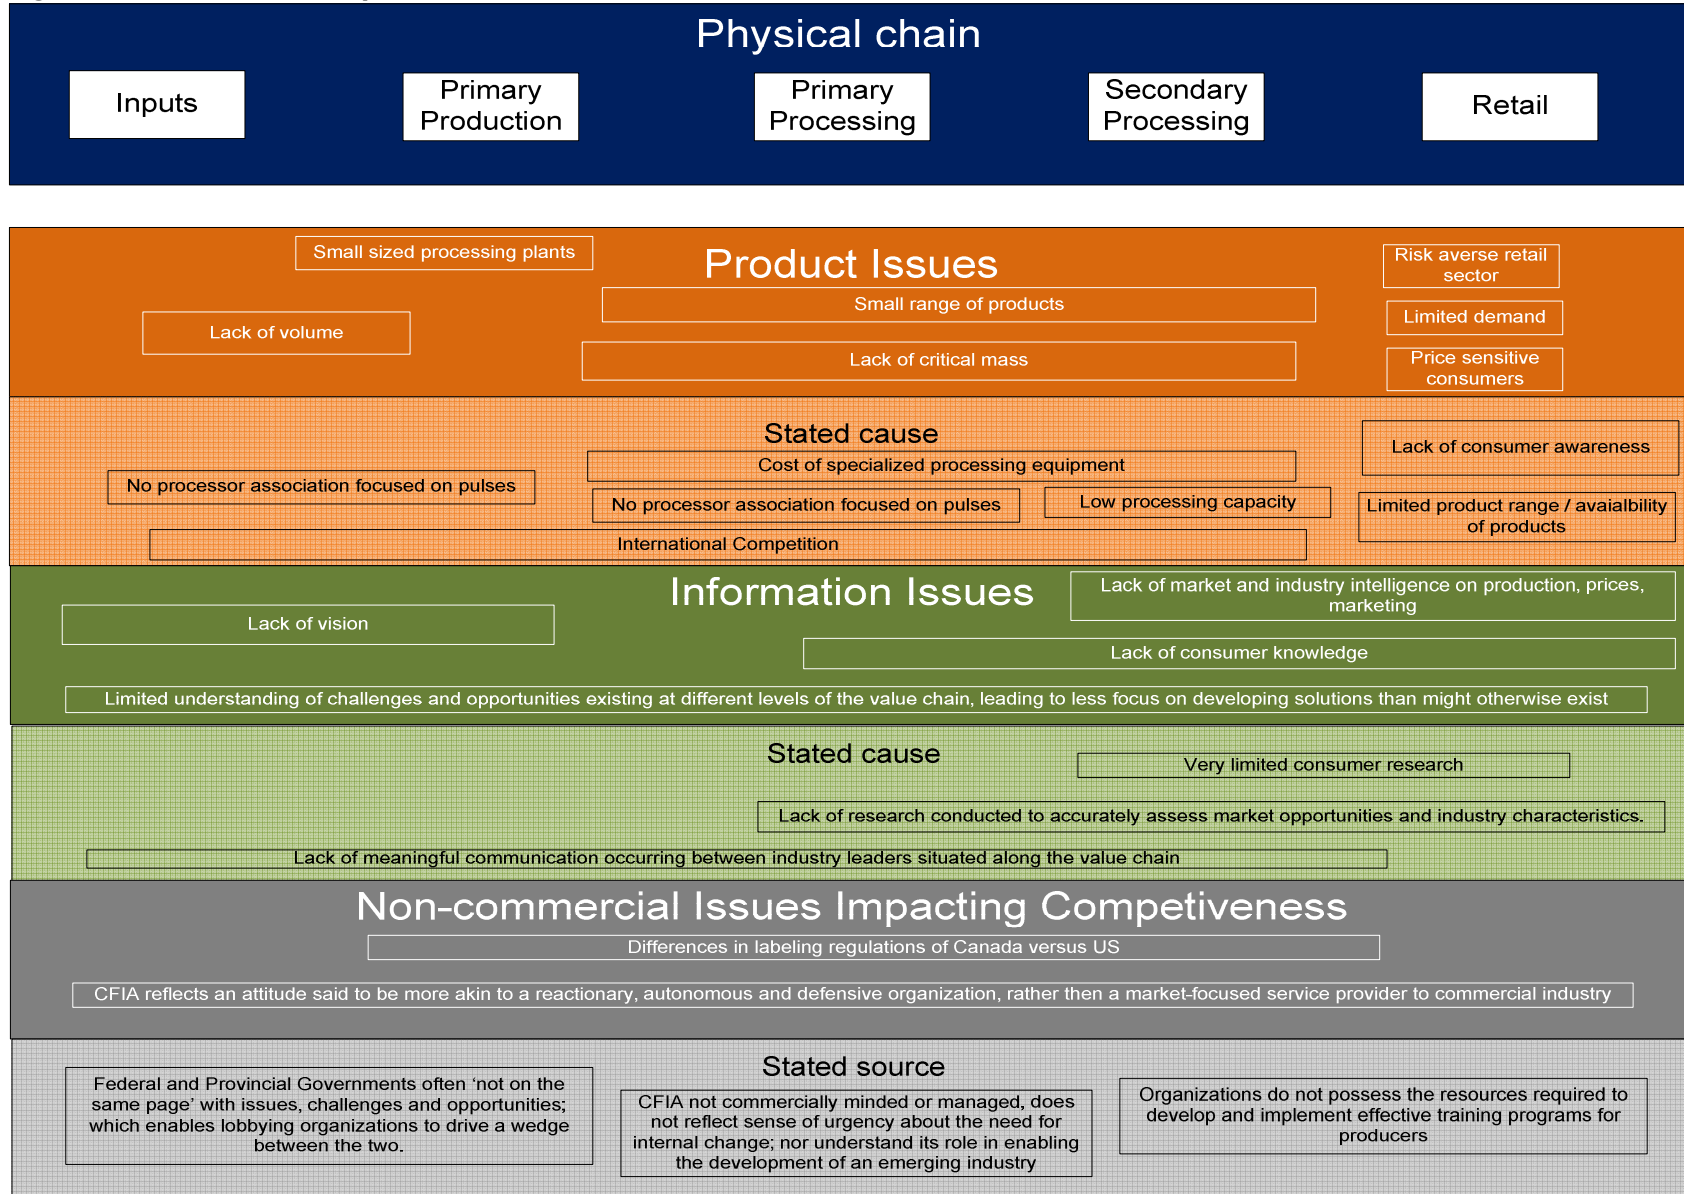 Physical chain
Inputs
Primary
Production
Primary
Processing
Secondary
Processing
Retail
Small sized processing plants
Product Issues
Risk averse retail
sector
Small range of products
Limited demand
Lack of volume
Lack of critical mass
Price sensitive
consumers
Stated cause
Lack of consumer awareness
Cost of specialized processing equipment
No processor association focused on pulses
No processor association focused on pulses
Low processing capacity
Limited product range / avaialbility
of products
International Competition
Information Issues
Lack of market and industry intelligence on production, prices,
marketing
Lack of vision
Lack of consumer knowledge
Limited understanding of challenges and opportunities existing at different levels of the value chain, leading to less focus on developing solutions than might otherwise exist
Stated cause
Very limited consumer research
Lack of research conducted to accurately assess market opportunities and industry characteristics.
Lack of meaningful communication occurring between industry leaders situated along the value chain
Non-commercial Issues Impacting Competiveness
Differences in labeling regulations of Canada versus US
CFIA reflects an attitude said to be more akin to a reactionary, autonomous and defensive organization, rather then a market-focused service provider to commercial industry
Stated source
Federal and Provincial Governments often ‘not on the
same page’ with issues, challenges and opportunities;
which enables lobbying organizations to drive a wedge
between the two.
CFIA not commercially minded or managed, does
not reflect sense of urgency about the need for
internal change; nor understand its role in enabling
the development of an emerging industry
Organizations do not possess the resources required to
develop and implement effective training programs for
producers